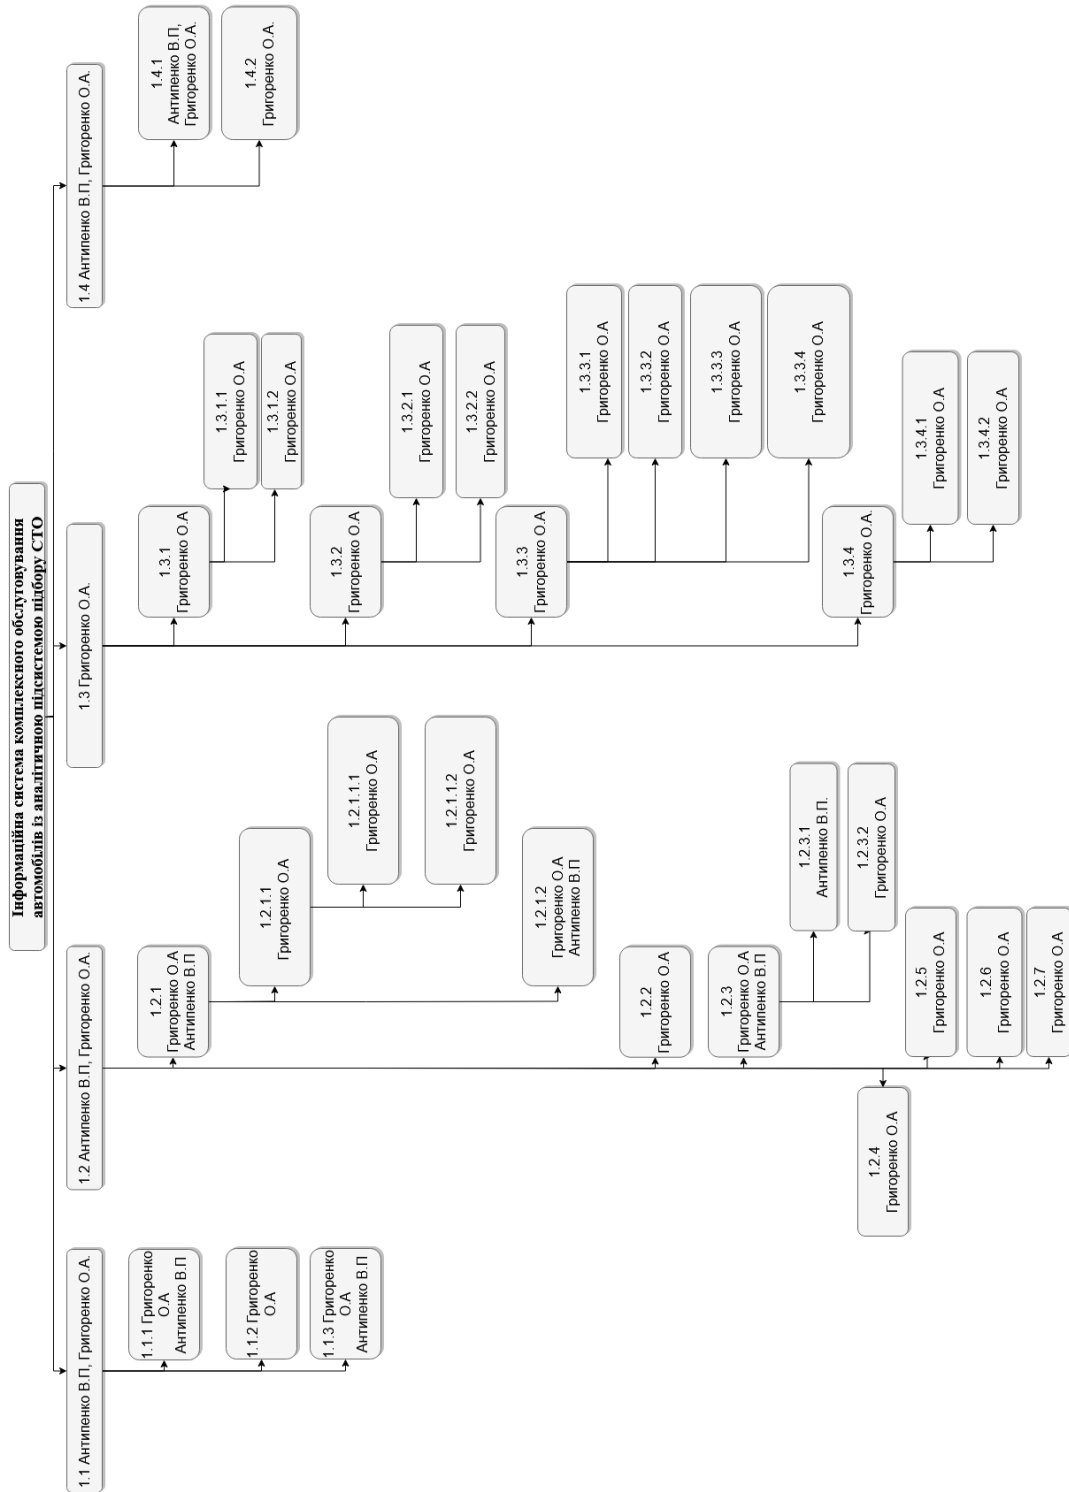 Інформаційна система комплексного обслуговування
автомобілів із аналітичною підсистемою підбору СТО
1.1 Антипенко В.П, Григоренко О.А.
1.1.1 Григоренко
О.А
Антипенко В.П
1.1.2 Григоренко
О.А
1.1.3 Григоренко
О.А
Антипенко В.П
1.2 Антипенко В.П, Григоренко О.А.
1.2.1
Григоренко О.А
Антипенко В.П
1.2.1.1
Григоренко О.А
1.2.1.1.1
Григоренко О.А
1.2.1.1.2
Григоренко О.А
1.2.1.2
Григоренко О.А
Антипенко В.П
1.2.2
Григоренко О.А
1.2.3
Григоренко О.А
Антипенко В.П
1.2.3.1
Антипенко В.П.
1.2.3.2
Григоренко О.А
1.2.4
Григоренко О.А
1.2.5
Григоренко О.А
1.2.6
Григоренко О.А
1.2.7
Григоренко О.А
1.3 Григоренко О.А.
1.3.1
Григоренко О.А
1.3.1.1
Григоренко О.А
1.3.1.2
Григоренко О.А
1.3.2
Григоренко О.А
1.3.2.1
Григоренко О.А
1.3.2.2
Григоренко О.А
1.3.3
Григоренко О.А
1.3.3.1
Григоренко О.А
1.3.3.2
Григоренко О.А
1.3.3.3
Григоренко О.А
1.3.3.4
Григоренко О.А
1.3.4
Григоренко О.А.
1.3.4.1
Григоренко О.А
1.3.4.2
Григоренко О.А
1.4 Антипенко В.П, Григоренко О.А.
1.4.1
Антипенко В.П,
Григоренко О.А.
1.4.2
Григоренко О.А.